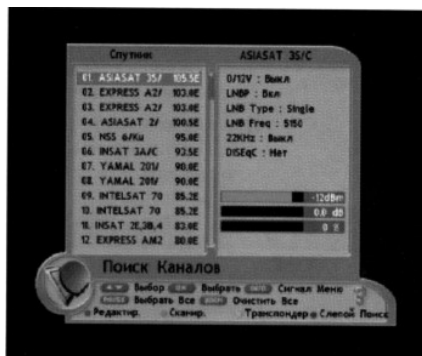 Спутник
ASIASAT 3S/C
01. ASIASAT 3S/ 105.5E
02. EXPRESS A2/ 103.0E
03. EXPRESS A2/ 103.0E
04. ASIASAT 2/ 100.5E
05. NSS 6/Ku 95.0E
06. INSAT 3A/C 93.5E
07. YAMAL 201/ 90.0E
08. YAMAL 201/ 90.0E
09. INTELSAT 70 85.2E
10. INTELSAT 70 85.2E
11. INSAT 2E,3B,4 83.0E
12. EXPRESS AM2 80.0E
0/12V : Выкл
LNBP : Вкл
LNB Type : Single
LNB Freq : 5150
22KHz : Выкл
DISEqC : Нет
-12dBm
0.0 dB
0 %
Поиск Каналов
Выбор OK Выбрать Сигнал Меню
Выбрать Все Очистить Все
Редактир. Сканир. Транспондер Слепой Поиск